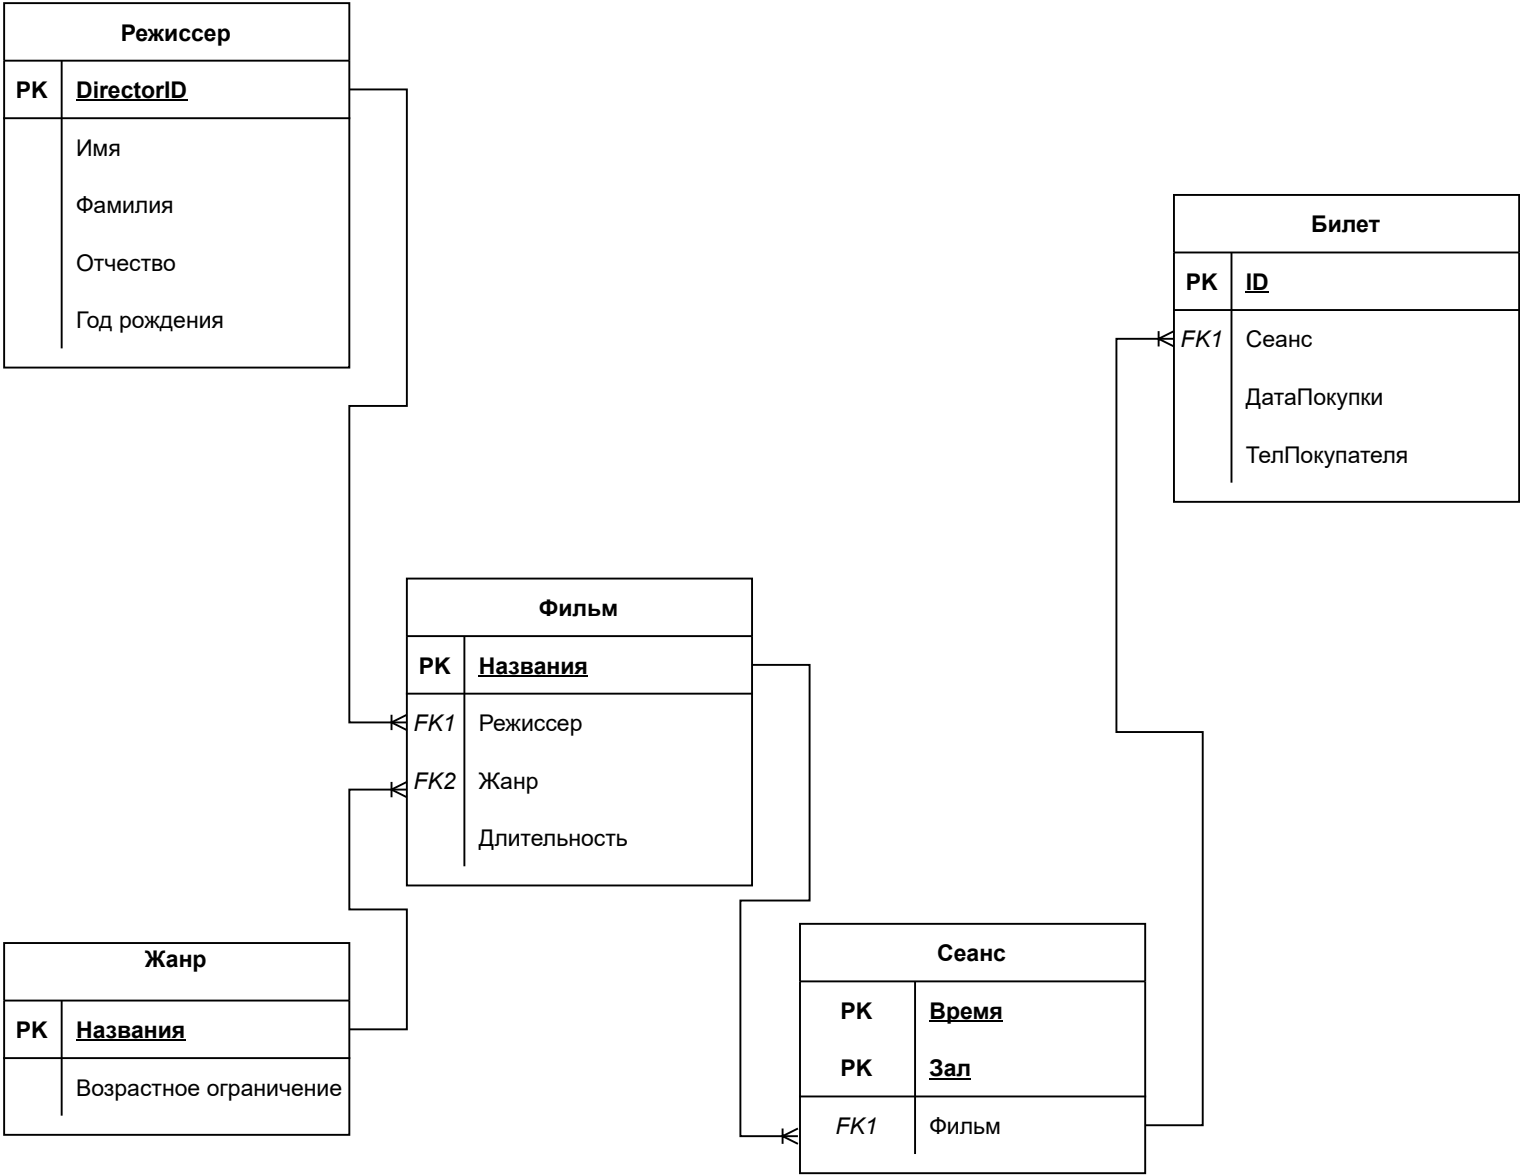 Режиссер
PK DirectorID
Имя
Фамилия
Отчество
Год рождения
Билет
PK ID
FK1 Сеанс
ДатаПокупки
ТелПокупателя
Фильм
PK Названия
FK1 Режиссер
FK2 Жанр
Длительность
Жанр
PK Названия
Возрастное ограничение
Сеанс
PK Время
PK Зал
FK1 Фильм